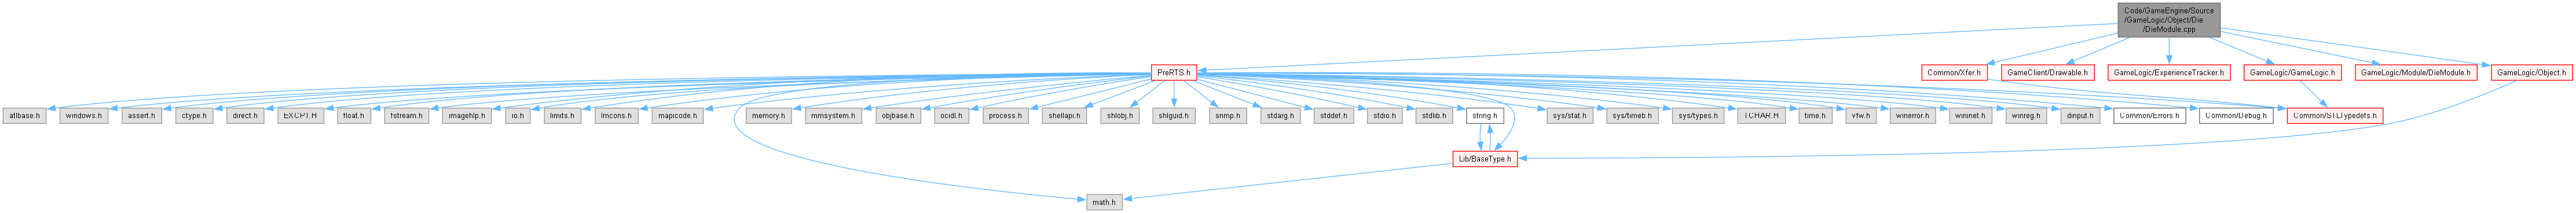 Code/GameEngine/Source
/GameLogic/Object/Die
/DieModule.cpp
PreRTS.h
Common/Xfer.h
GameClient/Drawable.h
GameLogic/ExperienceTracker.h
GameLogic/GameLogic.h
GameLogic/Module/DieModule.h
GameLogic/Object.h
atlbase.h
windows.h
assert.h
ctype.h
direct.h
EXCPT.H
float.h
fstream.h
imagehlp.h
io.h
limits.h
lmcons.h
mapicode.h
memory.h
mmsystem.h
objbase.h
ocidl.h
process.h
shellapi.h
shlobj.h
shlguid.h
snmp.h
stdarg.h
stddef.h
stdio.h
stdlib.h
string.h
sys/stat.h
sys/timeb.h
sys/types.h
TCHAR.H
time.h
vfw.h
winerror.h
wininet.h
winreg.h
dinput.h
Common/Errors.h
Common/Debug.h
Common/STLTypedefs.h
Lib/BaseType.h
math.h